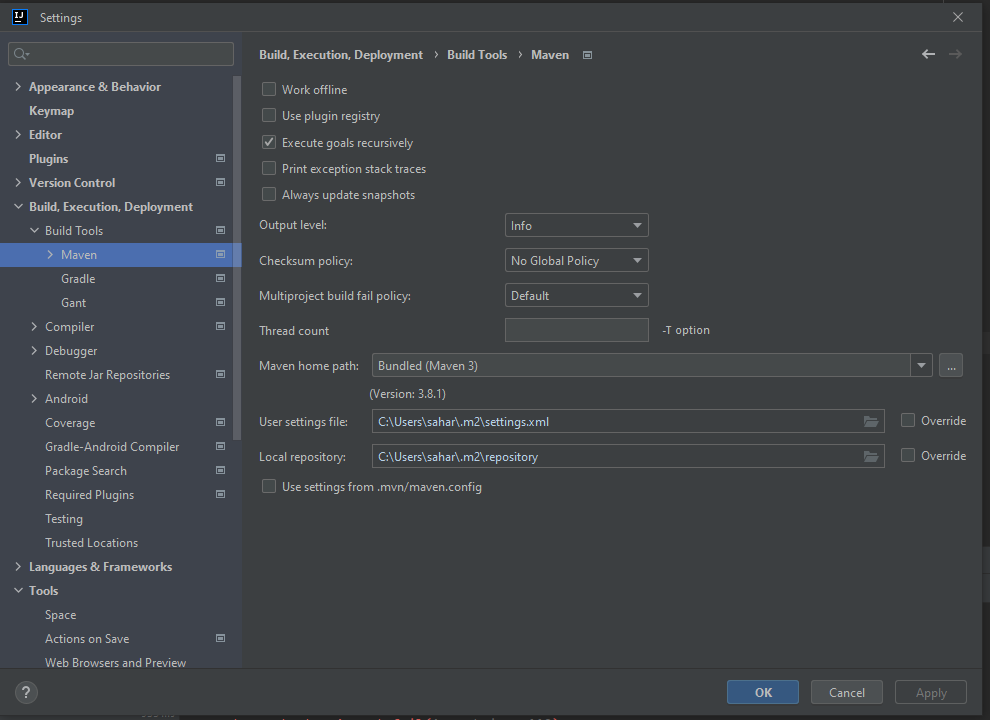 Settings
Build, Execution, Deployment › Build Tools › Maven
Appearance & Behavior
Keymap
Editor
Plugins
Version Control
Build, Execution, Deployment
Build Tools
Maven
Gradle
Gant
Compiler
Debugger
Remote Jar Repositories
Android
Coverage
Gradle-Android Compiler
Package Search
Required Plugins
Testing
Trusted Locations
Languages & Frameworks
Tools
Space
Actions on Save
Web Browsers and Preview
Work offline
Use plugin registry
Execute goals recursively
Print exception stack traces
Always update snapshots
Output level: Info
Checksum policy: No Global Policy
Multiproject build fail policy: Default
Thread count -T option
Maven home path: Bundled (Maven 3) ...
(Version: 3.8.1)
User settings file: C:\Users\sahar\.m2\settings.xml Override
Local repository: C:\Users\sahar\.m2\repository Override
Use settings from .mvn/maven.config
? OK Cancel Apply